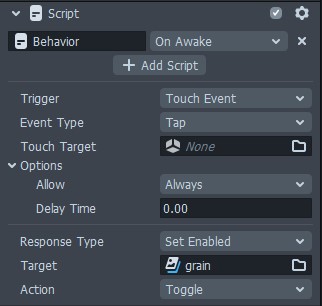 Script
Behavior On Awake
+ Add Script
Trigger Touch Event
Event Type Tap
Touch Target None
Options
Allow Always
Delay Time 0.00
Response Type Set Enabled
Target grain
Action Toggle